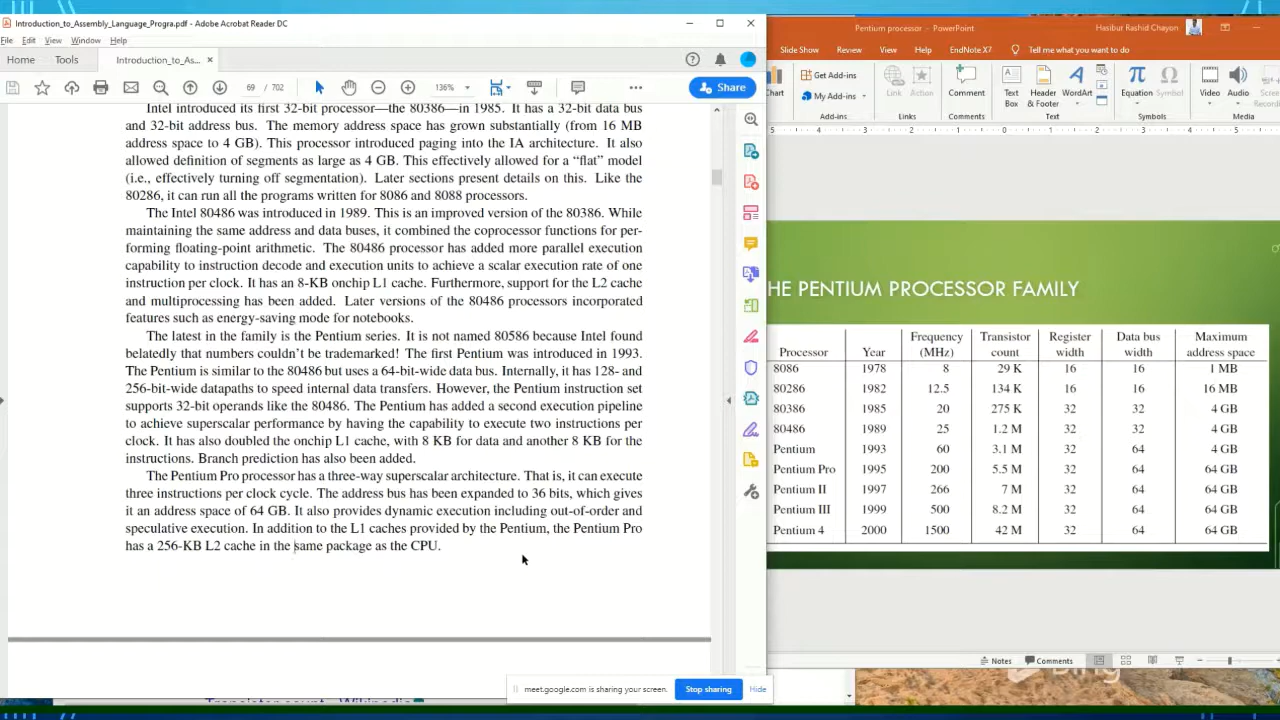 Introduction_to_Assembly_Language_Progra.pdf - Adobe Acrobat Reader DC
File Edit View Window Help
Home Tools Introduction_to_As... ×
69 / 702 136% Share
Intel introduced its first 32-bit processor—the 80386—in 1985. It has a 32-bit data bus
and 32-bit address bus. The memory address space has grown substantially (from 16 MB
address space to 4 GB). This processor introduced paging into the IA architecture. It also
allowed definition of segments as large as 4 GB. This effectively allowed for a “flat” model
(i.e., effectively turning off segmentation). Later sections present details on this. Like the
80286, it can run all the programs written for 8086 and 8088 processors.
The Intel 80486 was introduced in 1989. This is an improved version of the 80386. While
maintaining the same address and data buses, it combined the coprocessor functions for per-
forming floating-point arithmetic. The 80486 processor has added more parallel execution
capability to instruction decode and execution units to achieve a scalar execution rate of one
instruction per clock. It has an 8-KB onchip L1 cache. Furthermore, support for the L2 cache
and multiprocessing has been added. Later versions of the 80486 processors incorporated
features such as energy-saving mode for notebooks.
The latest in the family is the Pentium series. It is not named 80586 because Intel found
belatedly that numbers couldn’t be trademarked! The first Pentium was introduced in 1993.
The Pentium is similar to the 80486 but uses a 64-bit-wide data bus. Internally, it has 128- and
256-bit-wide datapaths to speed internal data transfers. However, the Pentium instruction set
supports 32-bit operands like the 80486. The Pentium has added a second execution pipeline
to achieve superscalar performance by having the capability to execute two instructions per
clock. It has also doubled the onchip L1 cache, with 8 KB for data and another 8 KB for the
instructions. Branch prediction has also been added.
The Pentium Pro processor has a three-way superscalar architecture. That is, it can execute
three instructions per clock cycle. The address bus has been expanded to 36 bits, which gives
it an address space of 64 GB. It also provides dynamic execution including out-of-order and
speculative execution. In addition to the L1 caches provided by the Pentium, the Pentium Pro
has a 256-KB L2 cache in the same package as the CPU.
Transistor count - Wikipedia
meet.google.com is sharing your screen. Stop sharing Hide
Pentium processor - PowerPoint Hasibur Rashid Chayon
Slide Show Review View Help EndNote X7 Tell me what you want to do
Chart Get Add-ins My Add-ins Link Action Comment Text Box Header & Footer WordArt Equation Symbol Video Audio
Add-ins Links Comments Text Symbols Media
5 4 3 2 1 0 1 2 3 4 5
HE PENTIUM PROCESSOR FAMILY
Frequency Transistor Register Data bus Maximum
Processor Year (MHz) count width width address space
8086 1978 8 29 K 16 16 1 MB
80286 1982 12.5 134 K 16 16 16 MB
80386 1985 20 275 K 32 32 4 GB
80486 1989 25 1.2 M 32 32 4 GB
Pentium 1993 60 3.1 M 32 64 4 GB
Pentium Pro 1995 200 5.5 M 32 64 64 GB
Pentium II 1997 266 7 M 32 64 64 GB
Pentium III 1999 500 8.2 M 32 64 64 GB
Pentium 4 2000 1500 42 M 32 64 64 GB
Notes Comments
Bing